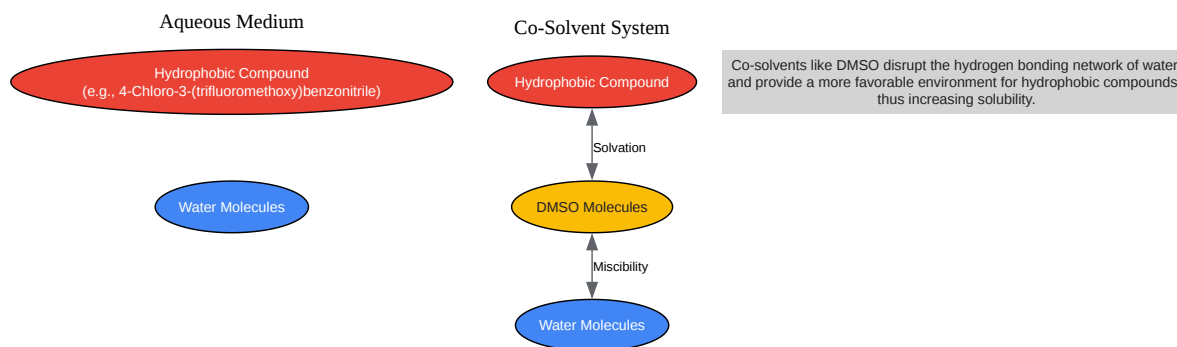 Aqueous Medium
Hydrophobic Compound
(e.g., 4-Chloro-3-(trifluoromethoxy)benzonitrile)
Water Molecules
Co-Solvent System
Hydrophobic Compound
Solvation
DMSO Molecules
Miscibility
Water Molecules
Co-solvents like DMSO disrupt the hydrogen bonding network of water
and provide a more favorable environment for hydrophobic compounds,
thus increasing solubility.